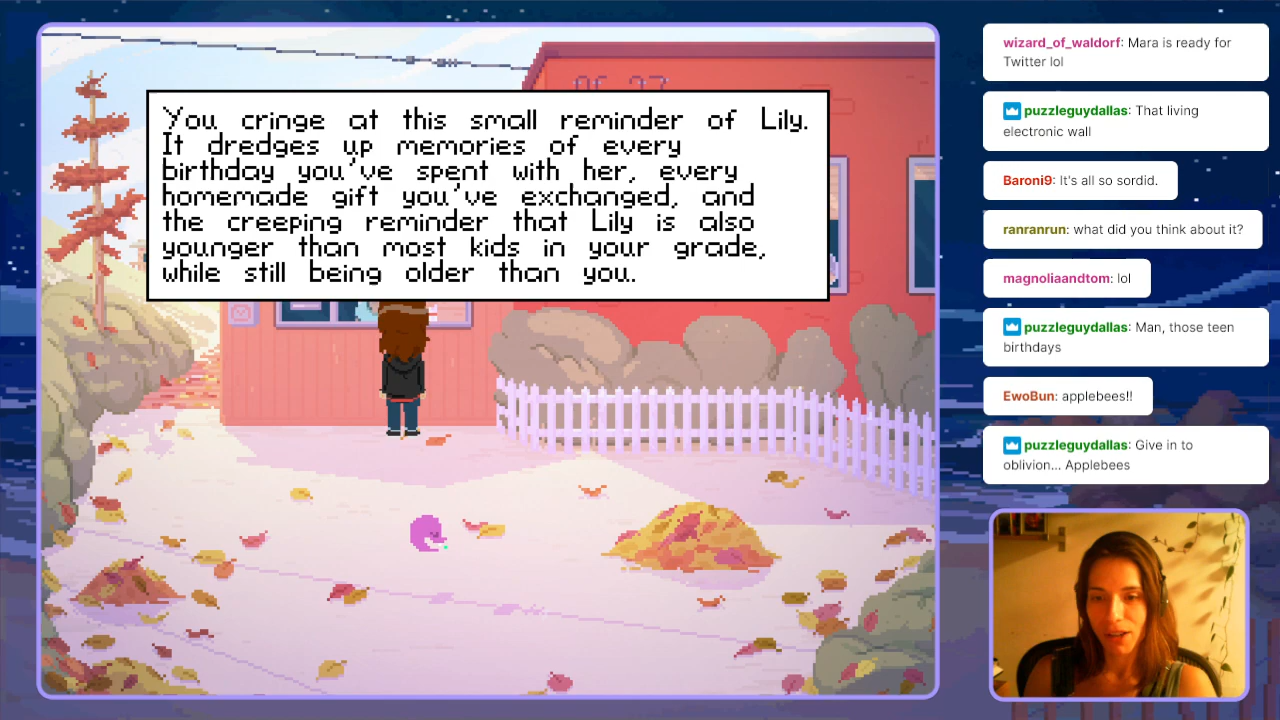 You cringe at this small reminder of Lily.
It dredges up memories of every
birthday you've spent with her, every
homemade gift you've exchanged, and
the creeping reminder that Lily is also
younger than most kids in your grade,
while still being older than you.
wizard_of_waldorf: Mara is ready for
Twitter lol
puzzleguydallas: That living
electronic wall
Baroni9: It's all so sordid.
ranranrun: what did you think about it?
magnoliaandtom: lol
puzzleguydallas: Man, those teen
birthdays
EwoBun: applebees!!
puzzleguydallas: Give in to
oblivion... Applebees